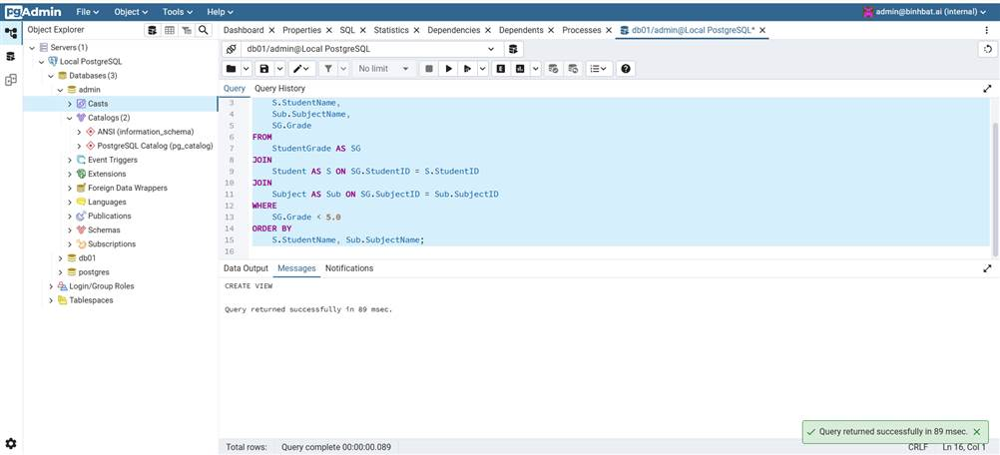 pgAdmin File Object Tools Help admin@binhbat.ai (internal)
Object Explorer
Dashboard Properties SQL Statistics Dependencies Dependents Processes db01/admin@Local PostgreSQL*
Servers (1)
Local PostgreSQL
Databases (3)
admin
Casts
Catalogs (2)
ANSI (information_schema)
PostgreSQL Catalog (pg_catalog)
Event Triggers
Extensions
Foreign Data Wrappers
Languages
Publications
Schemas
Subscriptions
db01
postgres
Login/Group Roles
Tablespaces
db01/admin@Local PostgreSQL
No limit
E
Query Query History
3 S.StudentName,
4 Sub.SubjectName,
5 SG.Grade
6 FROM
7 StudentGrade AS SG
8 JOIN
9 Student AS S ON SG.StudentID = S.StudentID
10 JOIN
11 Subject AS Sub ON SG.SubjectID = Sub.SubjectID
12 WHERE
13 SG.Grade < 5.0
14 ORDER BY
15 S.StudentName, Sub.SubjectName;
16
Data Output Messages Notifications
CREATE VIEW
Query returned successfully in 89 msec.
Query returned successfully in 89 msec.
Total rows: Query complete 00:00:00.089 CRLF Ln 16, Col 1